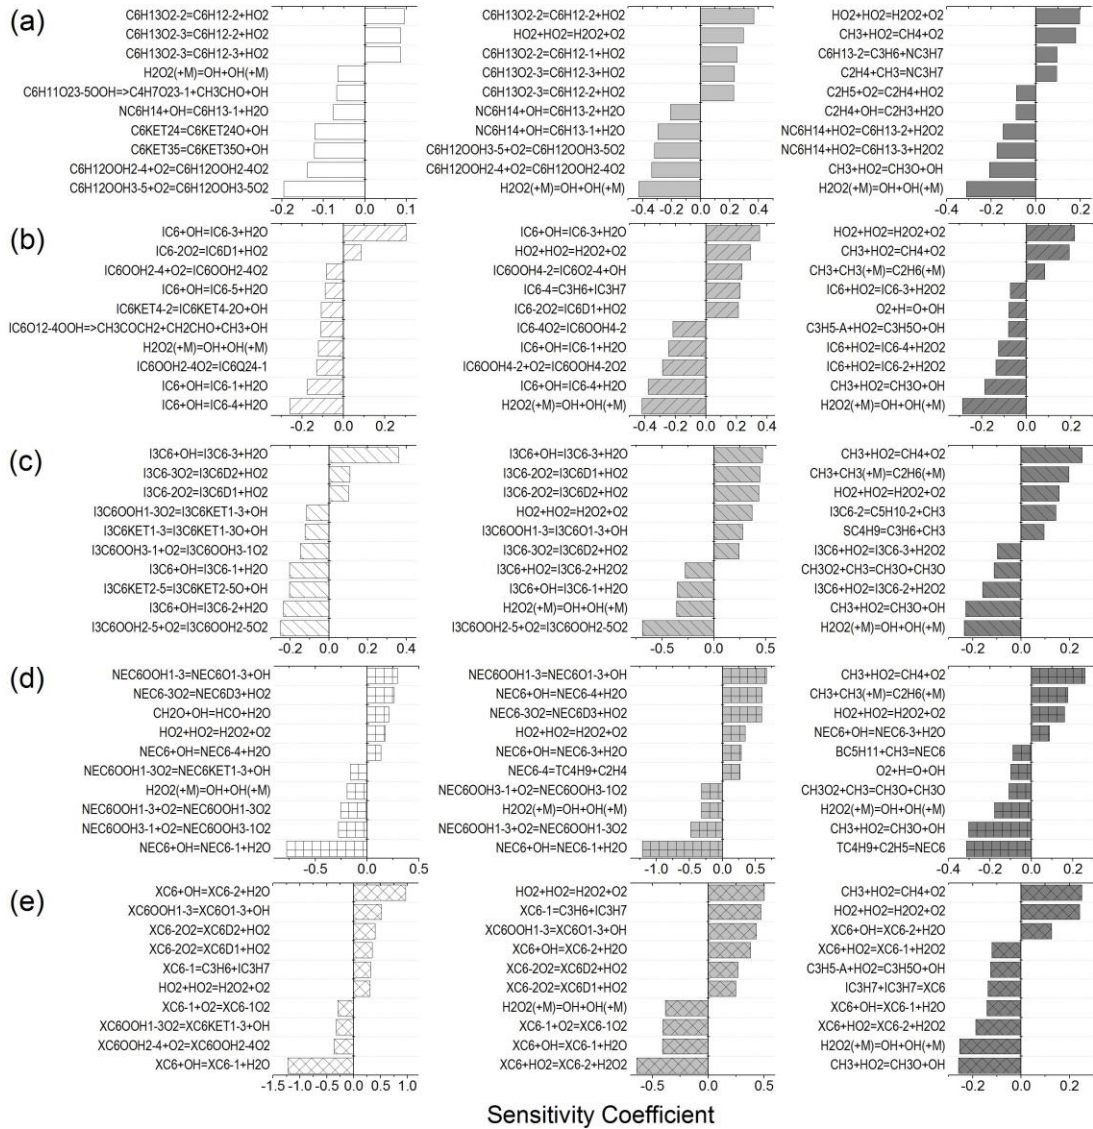 (a)
C6H13O2-2=C6H12-2+HO2
C6H13O2-3=C6H12-2+HO2
C6H13O2-3=C6H12-3+HO2
H2O2(+M)=OH+OH(+M)
C6H11O23-5OOH=>C4H7O23-1+CH3CHO+OH
NC6H14+OH=C6H13-1+H2O
C6KET24=C6KET24O+OH
C6KET35=C6KET35O+OH
C6H12OOH2-4+O2=C6H12OOH2-4O2
C6H12OOH3-5+O2=C6H12OOH3-5O2
-0.2 -0.1 0.0 0.1
C6H13O2-2=C6H12-2+HO2
HO2+HO2=H2O2+O2
C6H13O2-2=C6H12-1+HO2
C6H13O2-3=C6H12-3+HO2
C6H13O2-3=C6H12-2+HO2
NC6H14+OH=C6H13-2+H2O
NC6H14+OH=C6H13-1+H2O
C6H12OOH3-5+O2=C6H12OOH3-5O2
C6H12OOH2-4+O2=C6H12OOH2-4O2
H2O2(+M)=OH+OH(+M)
-0.4 -0.2 0.0 0.2 0.4
HO2+HO2=H2O2+O2
CH3+HO2=CH4+O2
C6H13-2=C3H6+NC3H7
C2H4+CH3=NC3H7
C2H5+O2=C2H4+HO2
C2H4+OH=C2H3+H2O
NC6H14+HO2=C6H13-2+H2O2
NC6H14+HO2=C6H13-3+H2O2
CH3+HO2=CH3O+OH
H2O2(+M)=OH+OH(+M)
-0.4 -0.2 0.0 0.2
(b)
IC6+OH=IC6-3+H2O
IC6-2O2=IC6D1+HO2
IC6OOH2-4+O2=IC6OOH2-4O2
IC6+OH=IC6-5+H2O
IC6KET4-2=IC6KET4-2O+OH
IC6O12-4OOH=>CH3COCH2+CH2CHO+CH3+OH
H2O2(+M)=OH+OH(+M)
IC6OOH2-4O2=IC6Q24-1
IC6+OH=IC6-1+H2O
IC6+OH=IC6-4+H2O
-0.2 0.0 0.2 0.4
IC6+OH=IC6-3+H2O
HO2+HO2=H2O2+O2
IC6OOH4-2=IC6O2-4+OH
IC6-4=C3H6+IC3H7
IC6-2O2=IC6D1+HO2
IC6-4O2=IC6OOH4-2
IC6+OH=IC6-1+H2O
IC6OOH4-2+O2=IC6OOH4-2O2
IC6+OH=IC6-4+H2O
H2O2(+M)=OH+OH(+M)
-0.4 -0.2 0.0 0.2 0.4
HO2+HO2=H2O2+O2
CH3+HO2=CH4+O2
CH3+CH3(+M)=C2H6(+M)
IC6+HO2=IC6-3+H2O2
O2+H=O+OH
C3H5-A+HO2=C3H5O+OH
IC6+HO2=IC6-4+H2O2
IC6+HO2=IC6-2+H2O2
CH3+HO2=CH3O+OH
H2O2(+M)=OH+OH(+M)
-0.2 0.0 0.2
(c)
I3C6+OH=I3C6-3+H2O
I3C6-3O2=I3C6D2+HO2
I3C6-2O2=I3C6D1+HO2
I3C6OOH1-3O2=I3C6KET1-3+OH
I3C6KET1-3=I3C6KET1-3O+OH
I3C6OOH3-1+O2=I3C6OOH3-1O2
I3C6+OH=I3C6-1+H2O
I3C6KET2-5=I3C6KET2-5O+OH
I3C6+OH=I3C6-2+H2O
I3C6OOH2-5+O2=I3C6OOH2-5O2
-0.2 0.0 0.2 0.4
I3C6+OH=I3C6-3+H2O
I3C6-2O2=I3C6D1+HO2
I3C6-2O2=I3C6D2+HO2
HO2+HO2=H2O2+O2
I3C6OOH1-3=I3C6O1-3+OH
I3C6-3O2=I3C6D2+HO2
I3C6+HO2=I3C6-2+H2O2
I3C6+OH=I3C6-1+H2O
H2O2(+M)=OH+OH(+M)
I3C6OOH2-5+O2=I3C6OOH2-5O2
-0.5 0.0 0.5
CH3+HO2=CH4+O2
CH3+CH3(+M)=C2H6(+M)
HO2+HO2=H2O2+O2
I3C6-2=C5H10-2+CH3
SC4H9=C3H6+CH3
I3C6+HO2=I3C6-3+H2O2
CH3O2+CH3=CH3O+CH3O
I3C6+HO2=I3C6-2+H2O2
CH3+HO2=CH3O+OH
H2O2(+M)=OH+OH(+M)
-0.2 0.0 0.2
(d)
NEC6OOH1-3=NEC6O1-3+OH
NEC6-3O2=NEC6D3+HO2
CH2O+OH=HCO+H2O
HO2+HO2=H2O2+O2
NEC6+OH=NEC6-4+H2O
NEC6OOH1-3O2=NEC6KET1-3+OH
H2O2(+M)=OH+OH(+M)
NEC6OOH1-3+O2=NEC6OOH1-3O2
NEC6OOH3-1+O2=NEC6OOH3-1O2
NEC6+OH=NEC6-1+H2O
-0.5 0.0 0.5
NEC6OOH1-3=NEC6O1-3+OH
NEC6+OH=NEC6-4+H2O
NEC6-3O2=NEC6D3+HO2
HO2+HO2=H2O2+O2
NEC6+OH=NEC6-3+H2O
NEC6-4=TC4H9+C2H4
NEC6OOH3-1+O2=NEC6OOH3-1O2
H2O2(+M)=OH+OH(+M)
NEC6OOH1-3+O2=NEC6OOH1-3O2
NEC6+OH=NEC6-1+H2O
-1.0 -0.5 0.0 0.5
CH3+HO2=CH4+O2
CH3+CH3(+M)=C2H6(+M)
HO2+HO2=H2O2+O2
NEC6+OH=NEC6-3+H2O
BC5H11+CH3=NEC6
O2+H=O+OH
CH3O2+CH3=CH3O+CH3O
H2O2(+M)=OH+OH(+M)
CH3+HO2=CH3O+OH
TC4H9+C2H5=NEC6
-0.4 -0.2 0.0 0.2
(e)
XC6+OH=XC6-2+H2O
XC6OOH1-3=XC6O1-3+OH
XC6-2O2=XC6D2+HO2
XC6-2O2=XC6D1+HO2
XC6-1=C3H6+IC3H7
HO2+HO2=H2O2+O2
XC6-1+O2=XC6-1O2
XC6OOH1-3O2=XC6KET1-3+OH
XC6OOH2-4+O2=XC6OOH2-4O2
XC6+OH=XC6-1+H2O
-1.5 -1.0 -0.5 0.0 0.5 1.0
HO2+HO2=H2O2+O2
XC6-1=C3H6+IC3H7
XC6OOH1-3=XC6O1-3+OH
XC6+OH=XC6-2+H2O
XC6-2O2=XC6D2+HO2
XC6-2O2=XC6D1+HO2
H2O2(+M)=OH+OH(+M)
XC6-1+O2=XC6-1O2
XC6+OH=XC6-1+H2O
XC6+HO2=XC6-2+H2O2
-0.5 0.0 0.5
CH3+HO2=CH4+O2
HO2+HO2=H2O2+O2
XC6+OH=XC6-2+H2O
XC6+HO2=XC6-1+H2O2
C3H5-A+HO2=C3H5O+OH
IC3H7+IC3H7=XC6
XC6+OH=XC6-1+H2O
XC6+HO2=XC6-2+H2O2
H2O2(+M)=OH+OH(+M)
CH3+HO2=CH3O+OH
-0.2 0.0 0.2
Sensitivity Coefficient